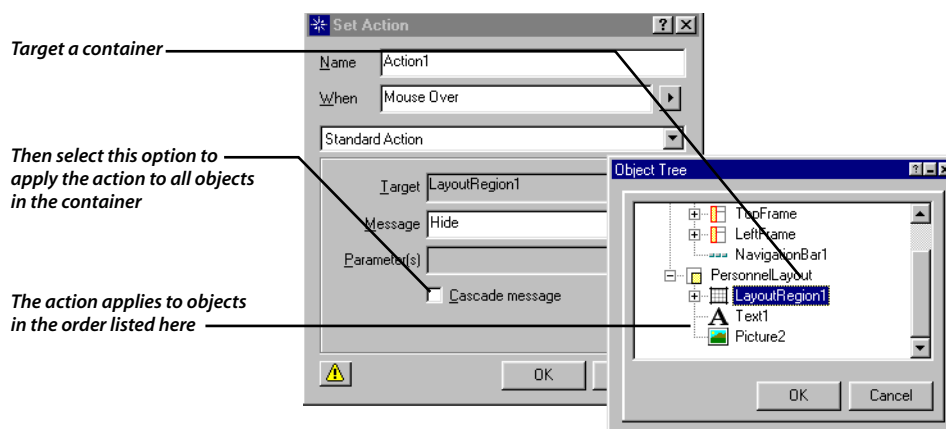 Target a container
Then select this option to
apply the action to all objects
in the container
The action applies to objects
in the order listed here
Set Action
Name Action1
When Mouse Over
Standard Action
Target LayoutRegion1
Message Hide
Parameter(s)
Cascade message
OK
Object Tree
TopFrame
LeftFrame
NavigationBar1
PersonnelLayout
LayoutRegion1
Text1
Picture2
OK Cancel